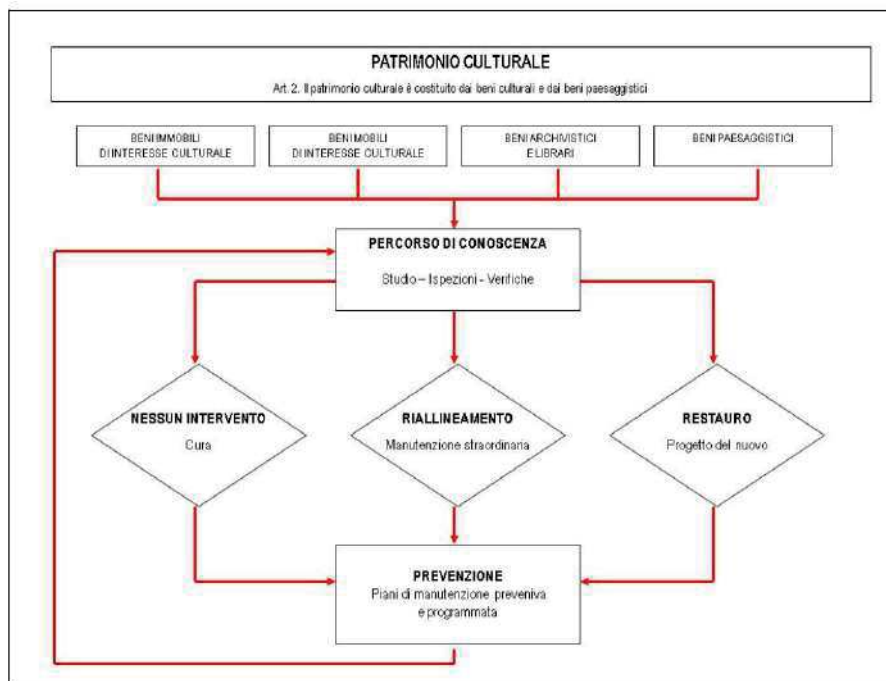 PATRIMONIO CULTURALE
Art. 2. Il patrimonio culturale è costituito dai beni culturali e dai beni paesaggistici
BENI IMMOBILI
DI INTERESSE CULTURALE
BENI MOBILI
DI INTERESSE CULTURALE
BENI ARCHIVISTICI
E LIBRARI
BENI PAESAGGISTICI
PERCORSO DI CONOSCENZA
Studio – Ispezioni - Verifiche
NESSUN INTERVENTO
Cura
RIALLINEAMENTO
Manutenzione straordinaria
RESTAURO
Progetto del nuovo
PREVENZIONE
Piani di manutenzione preveniva
e programmata